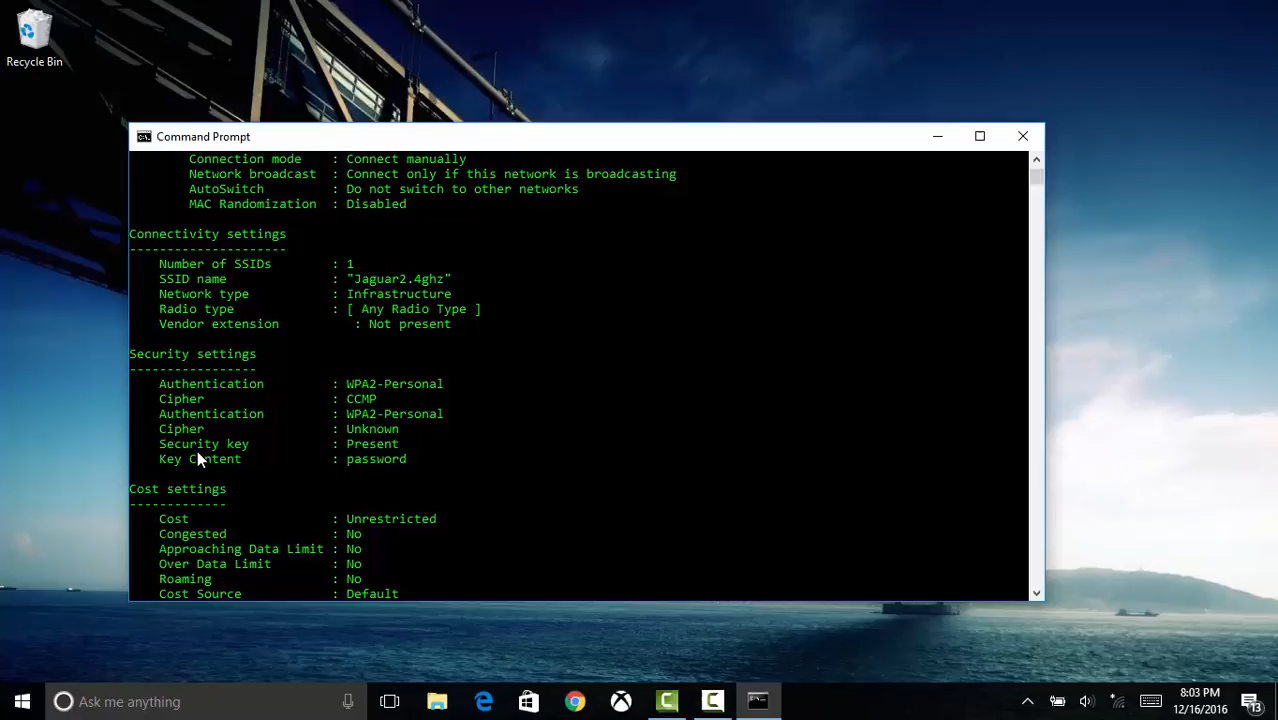 Recycle Bin
Command Prompt
Connection mode : Connect manually
Network broadcast : Connect only if this network is broadcasting
AutoSwitch : Do not switch to other networks
MAC Randomization : Disabled
Connectivity settings
---------------------
Number of SSIDs : 1
SSID name : "Jaguar2.4ghz"
Network type : Infrastructure
Radio type : [ Any Radio Type ]
Vendor extension : Not present
Security settings
-----------------
Authentication : WPA2-Personal
Cipher : CCMP
Authentication : WPA2-Personal
Cipher : Unknown
Security key : Present
Key Content : password
Cost settings
-------------
Cost : Unrestricted
Congested : No
Approaching Data Limit : No
Over Data Limit : No
Roaming : No
Cost Source : Default
Ask me anything
8:03 PM
12/16/2016
13